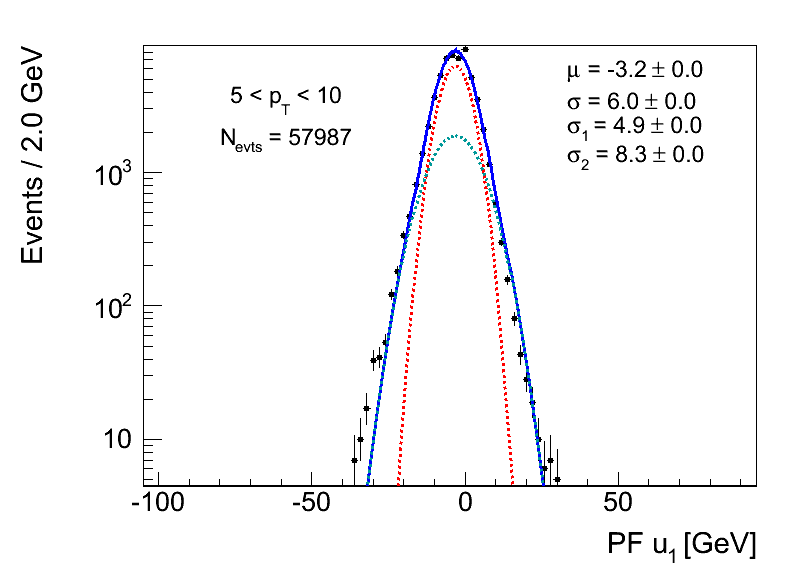 Events / 2.0 GeV
5 < p_T < 10
N_evts = 57987
μ = -3.2 ± 0.0
σ = 6.0 ± 0.0
σ_1 = 4.9 ± 0.0
σ_2 = 8.3 ± 0.0
10^3
10^2
10
-100 -50 0 50
PF u_1 [GeV]